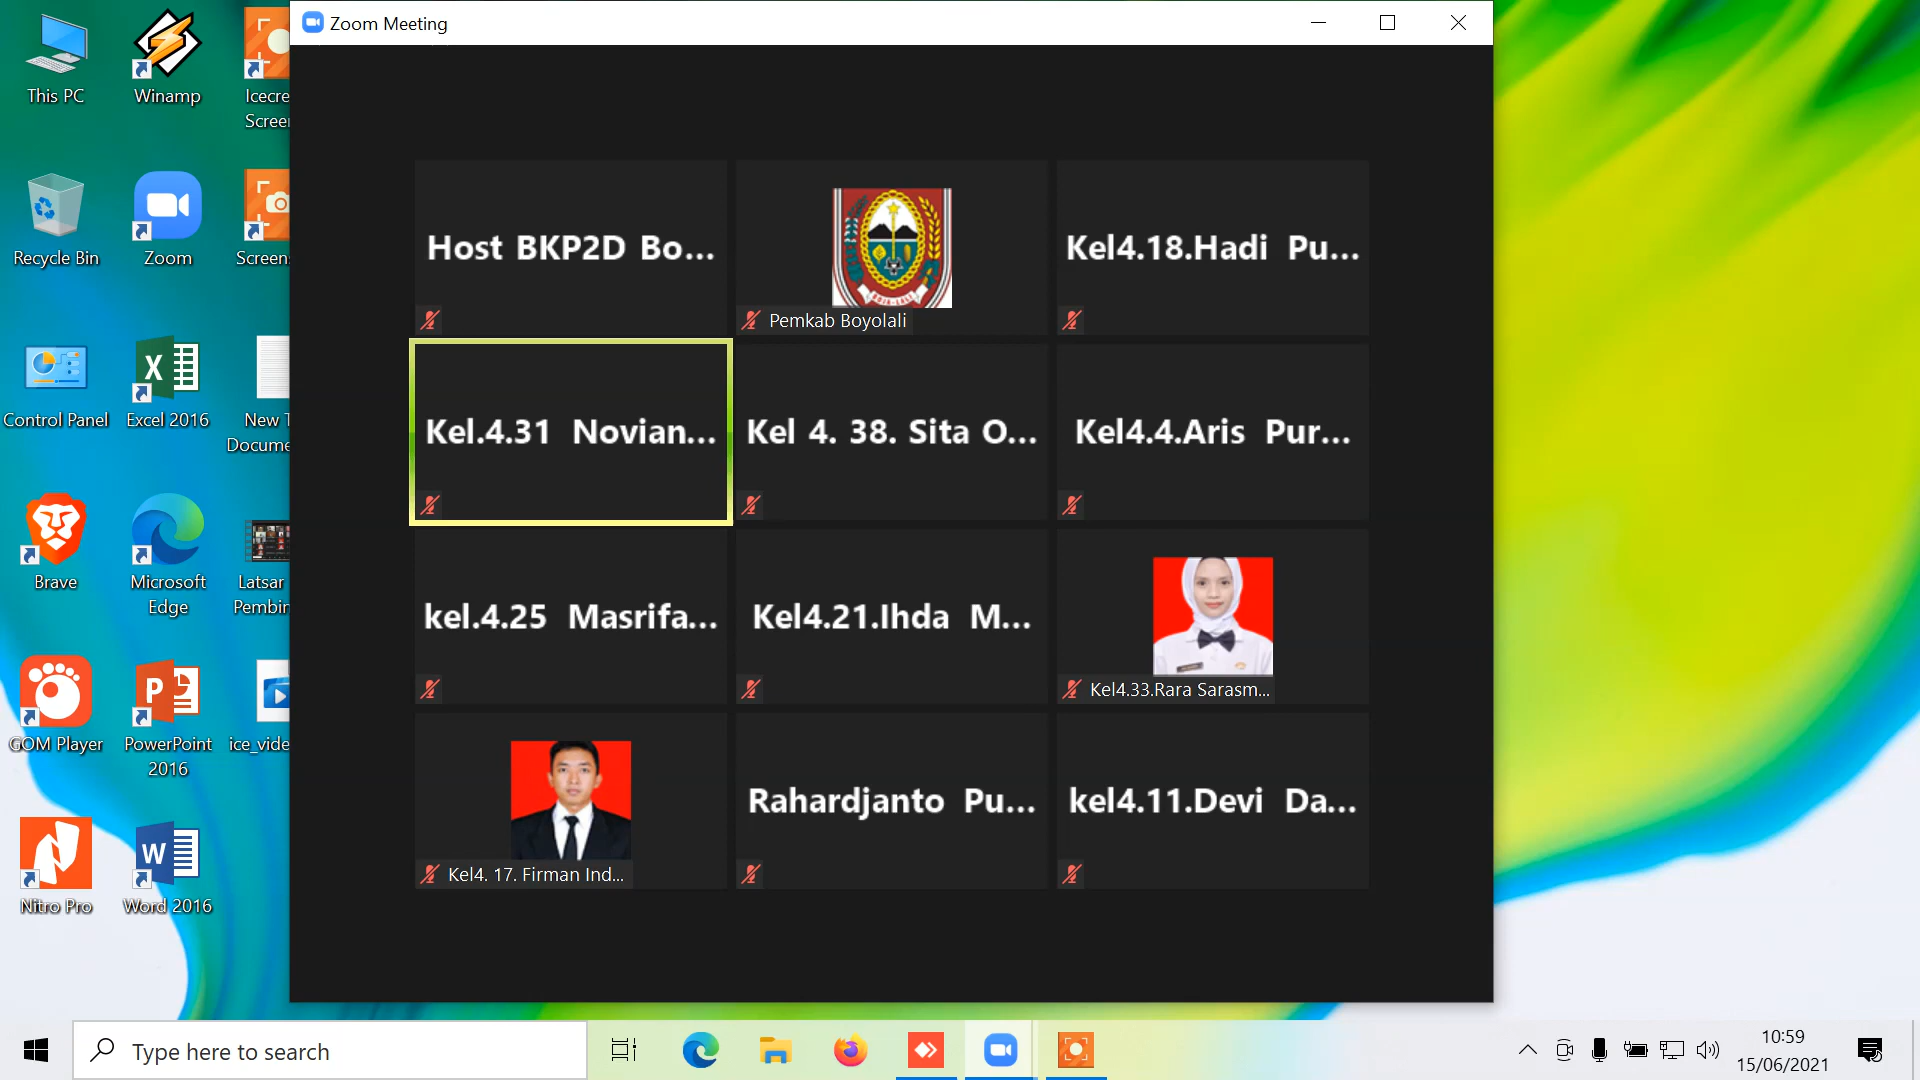 Zoom Meeting
This PC
Winamp
Icecre
Screen
Recycle Bin
Zoom
Screens
Control Panel
Excel 2016
New T
Docume
Brave
Microsoft
Edge
Latsar
Pembin
GOM Player
PowerPoint
2016
ice_vide
Nitro Pro
Word 2016
Host BKP2D Bo...
Pemkab Boyolali
Kel4.18.Hadi Pu...
Kel.4.31 Novian...
Kel 4. 38. Sita O...
Kel4.4.Aris Pur...
kel.4.25 Masrifa...
Kel4.21.Ihda M...
Kel4.33.Rara Sarasm...
Kel4. 17. Firman Ind...
Rahardjanto Pu...
kel4.11.Devi Da...
Type here to search
10:59
15/06/2021